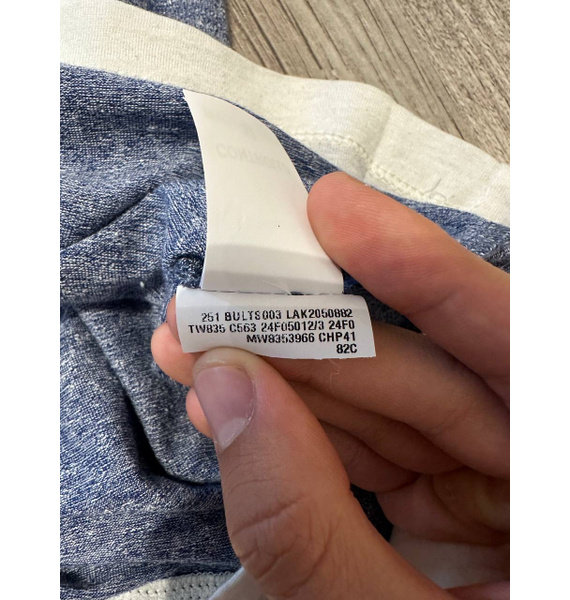 251 BULTS003 LAK2050882
TW835 C563 24F05012/3 24F0
MW8353966 CHP41
82C